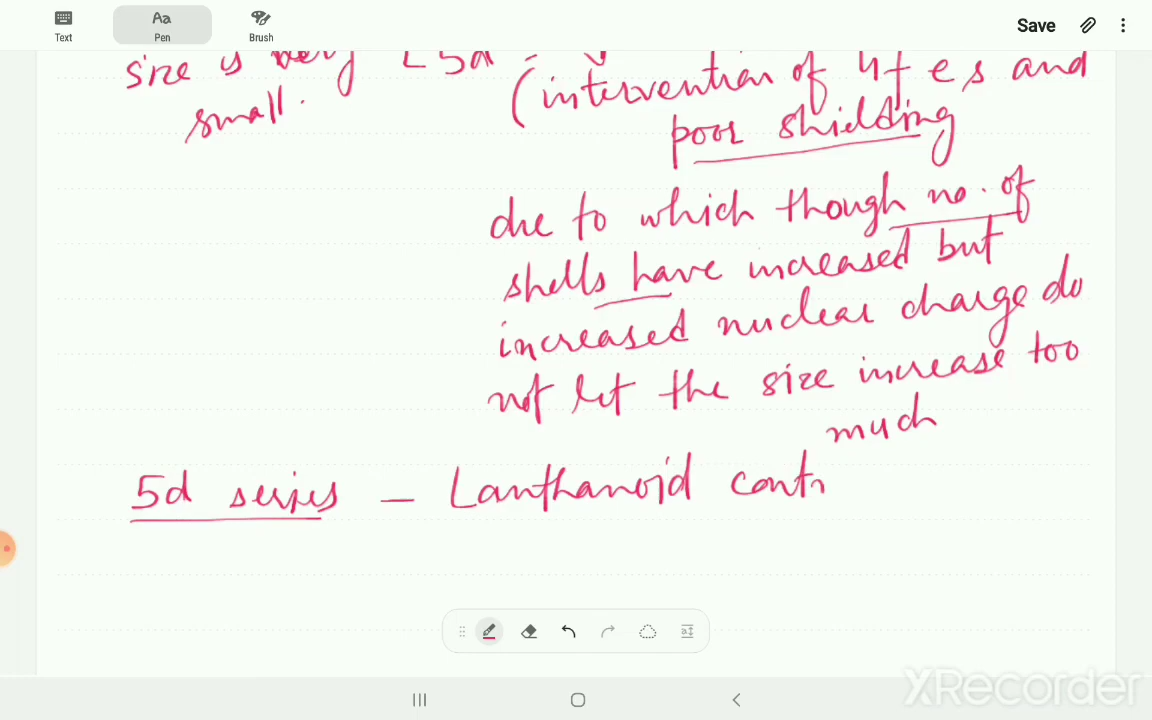 Text
Pen
Brush
Save
size is very
small.
(intervention of 4f e s and
poor shielding
due to which though no. of
shells have increased but
increased nuclear charge do
not let the size increase too
much
5d series – Lanthanoid contr
XRecorder